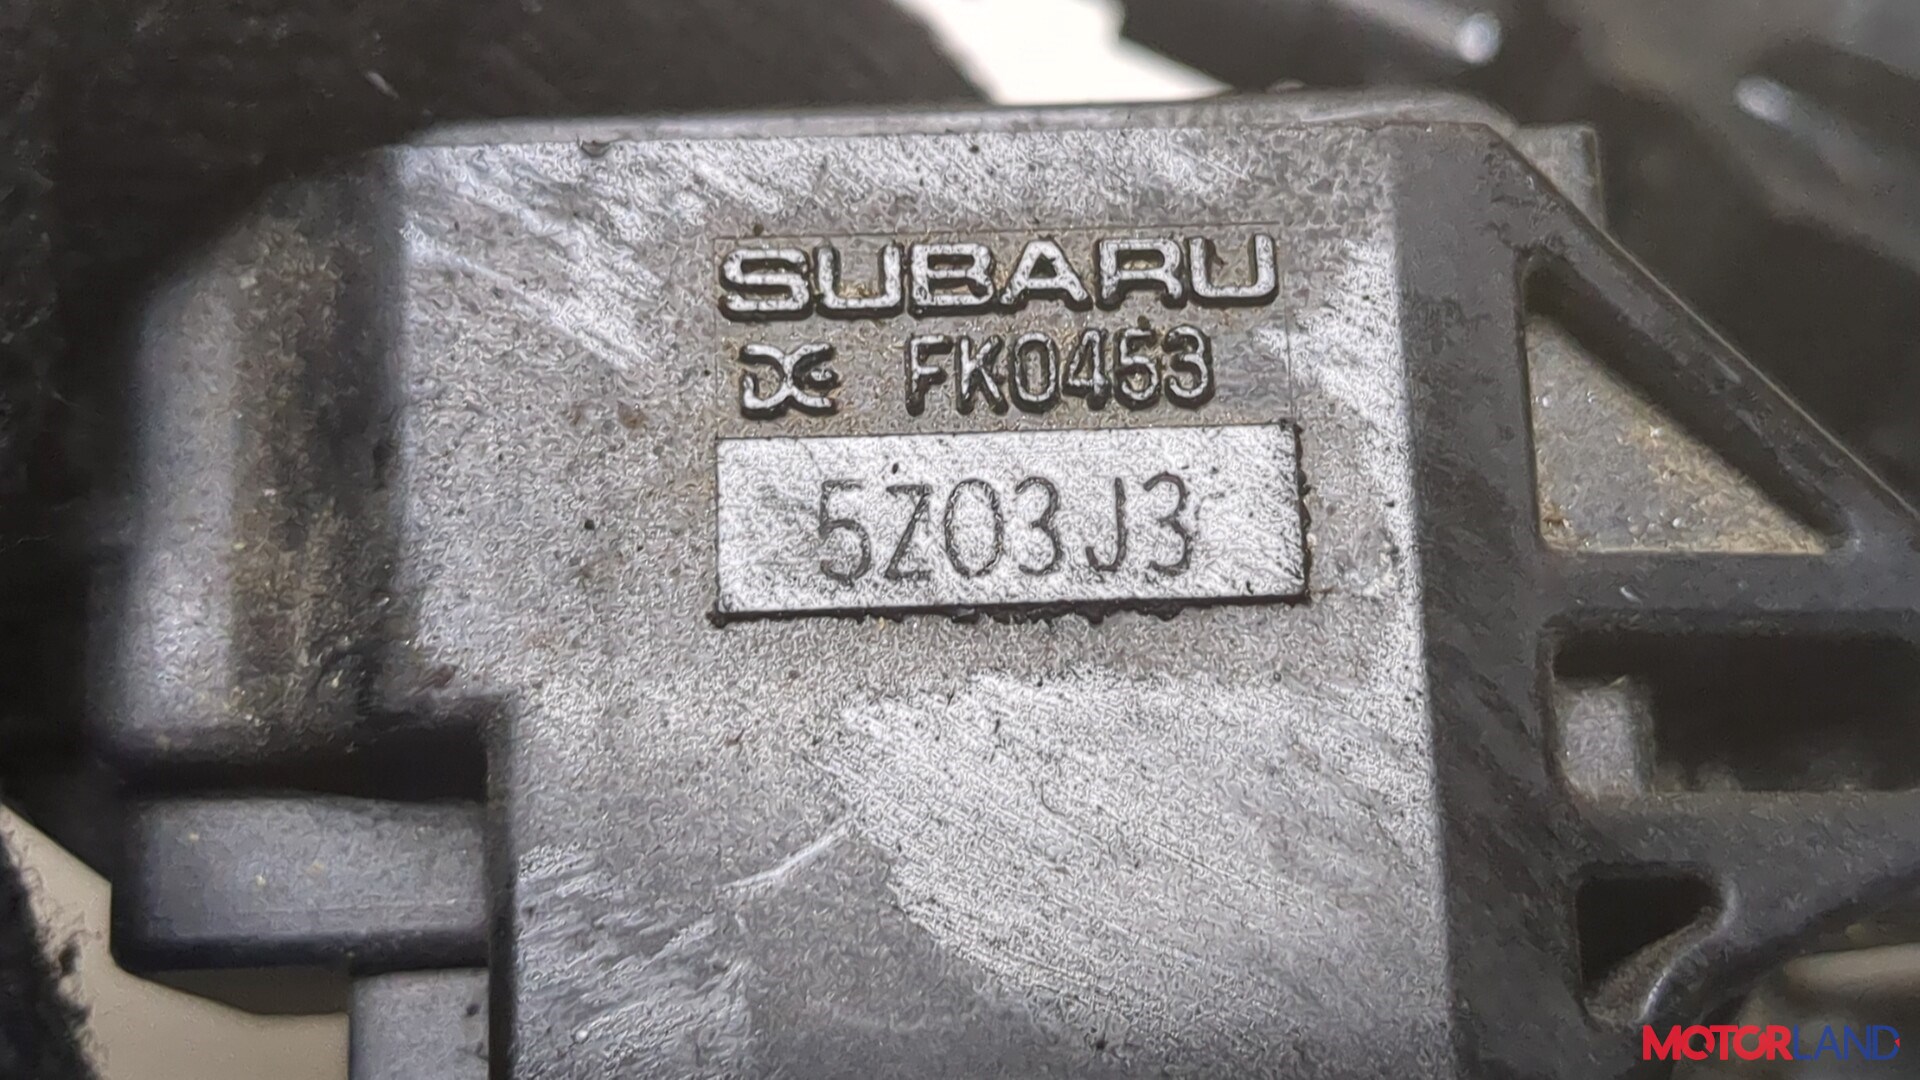 SUBARU
FK0453
5Z03J3
MOTORLAND